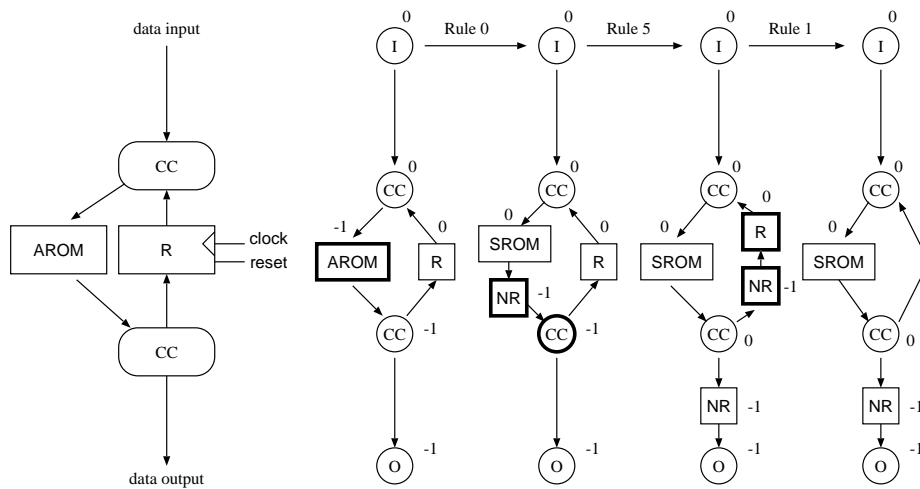 data input
CC
AROM
R
clock
reset
CC
data output
0 Rule 0 0 Rule 5 0 Rule 1 0
I I I I
0 0 0 0
CC CC CC CC
-1 0 0 0 0 0 0
AROM R SROM R SROM R SROM
NR -1 NR -1
CC -1 CC -1 CC 0 CC 0
NR -1 NR -1
O -1 O -1 O -1 O -1